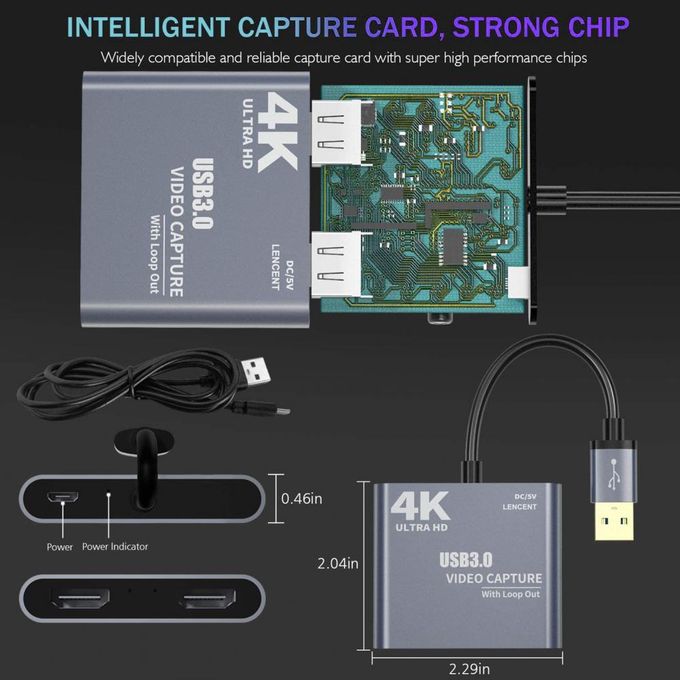 INTELLIGENT CAPTURE CARD, STRONG CHIP
Widely compatible and reliable capture card with super high performance chips
4K
ULTRA HD
USB3.0
VIDEO CAPTURE
With Loop Out
DC/5V
LENCENT
0.46in
Power
Power Indicator
2.04in
4K
ULTRA HD
DC/5V
LENCENT
USB3.0
VIDEO CAPTURE
With Loop Out
2.29in